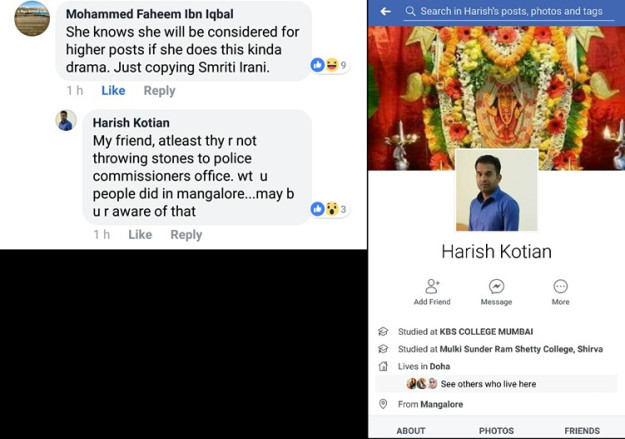 Mohammed Faheem Ibn Iqbal
She knows she will be considered for
higher posts if she does this kinda
drama. Just copying Smriti Irani.
9
1 h Like Reply
Harish Kotian
My friend, atleast thy r not
throwing stones to police
commissioners office. wt u
people did in mangalore...may b
u r aware of that
3
1 h Like Reply
Search in Harish's posts, photos and tags
Harish Kotian
Add Friend Message More
Studied at KBS COLLEGE MUMBAI
Studied at Mulki Sunder Ram Shetty College, Shirva
Lives in Doha
See others who live here
From Mangalore
ABOUT PHOTOS FRIENDS